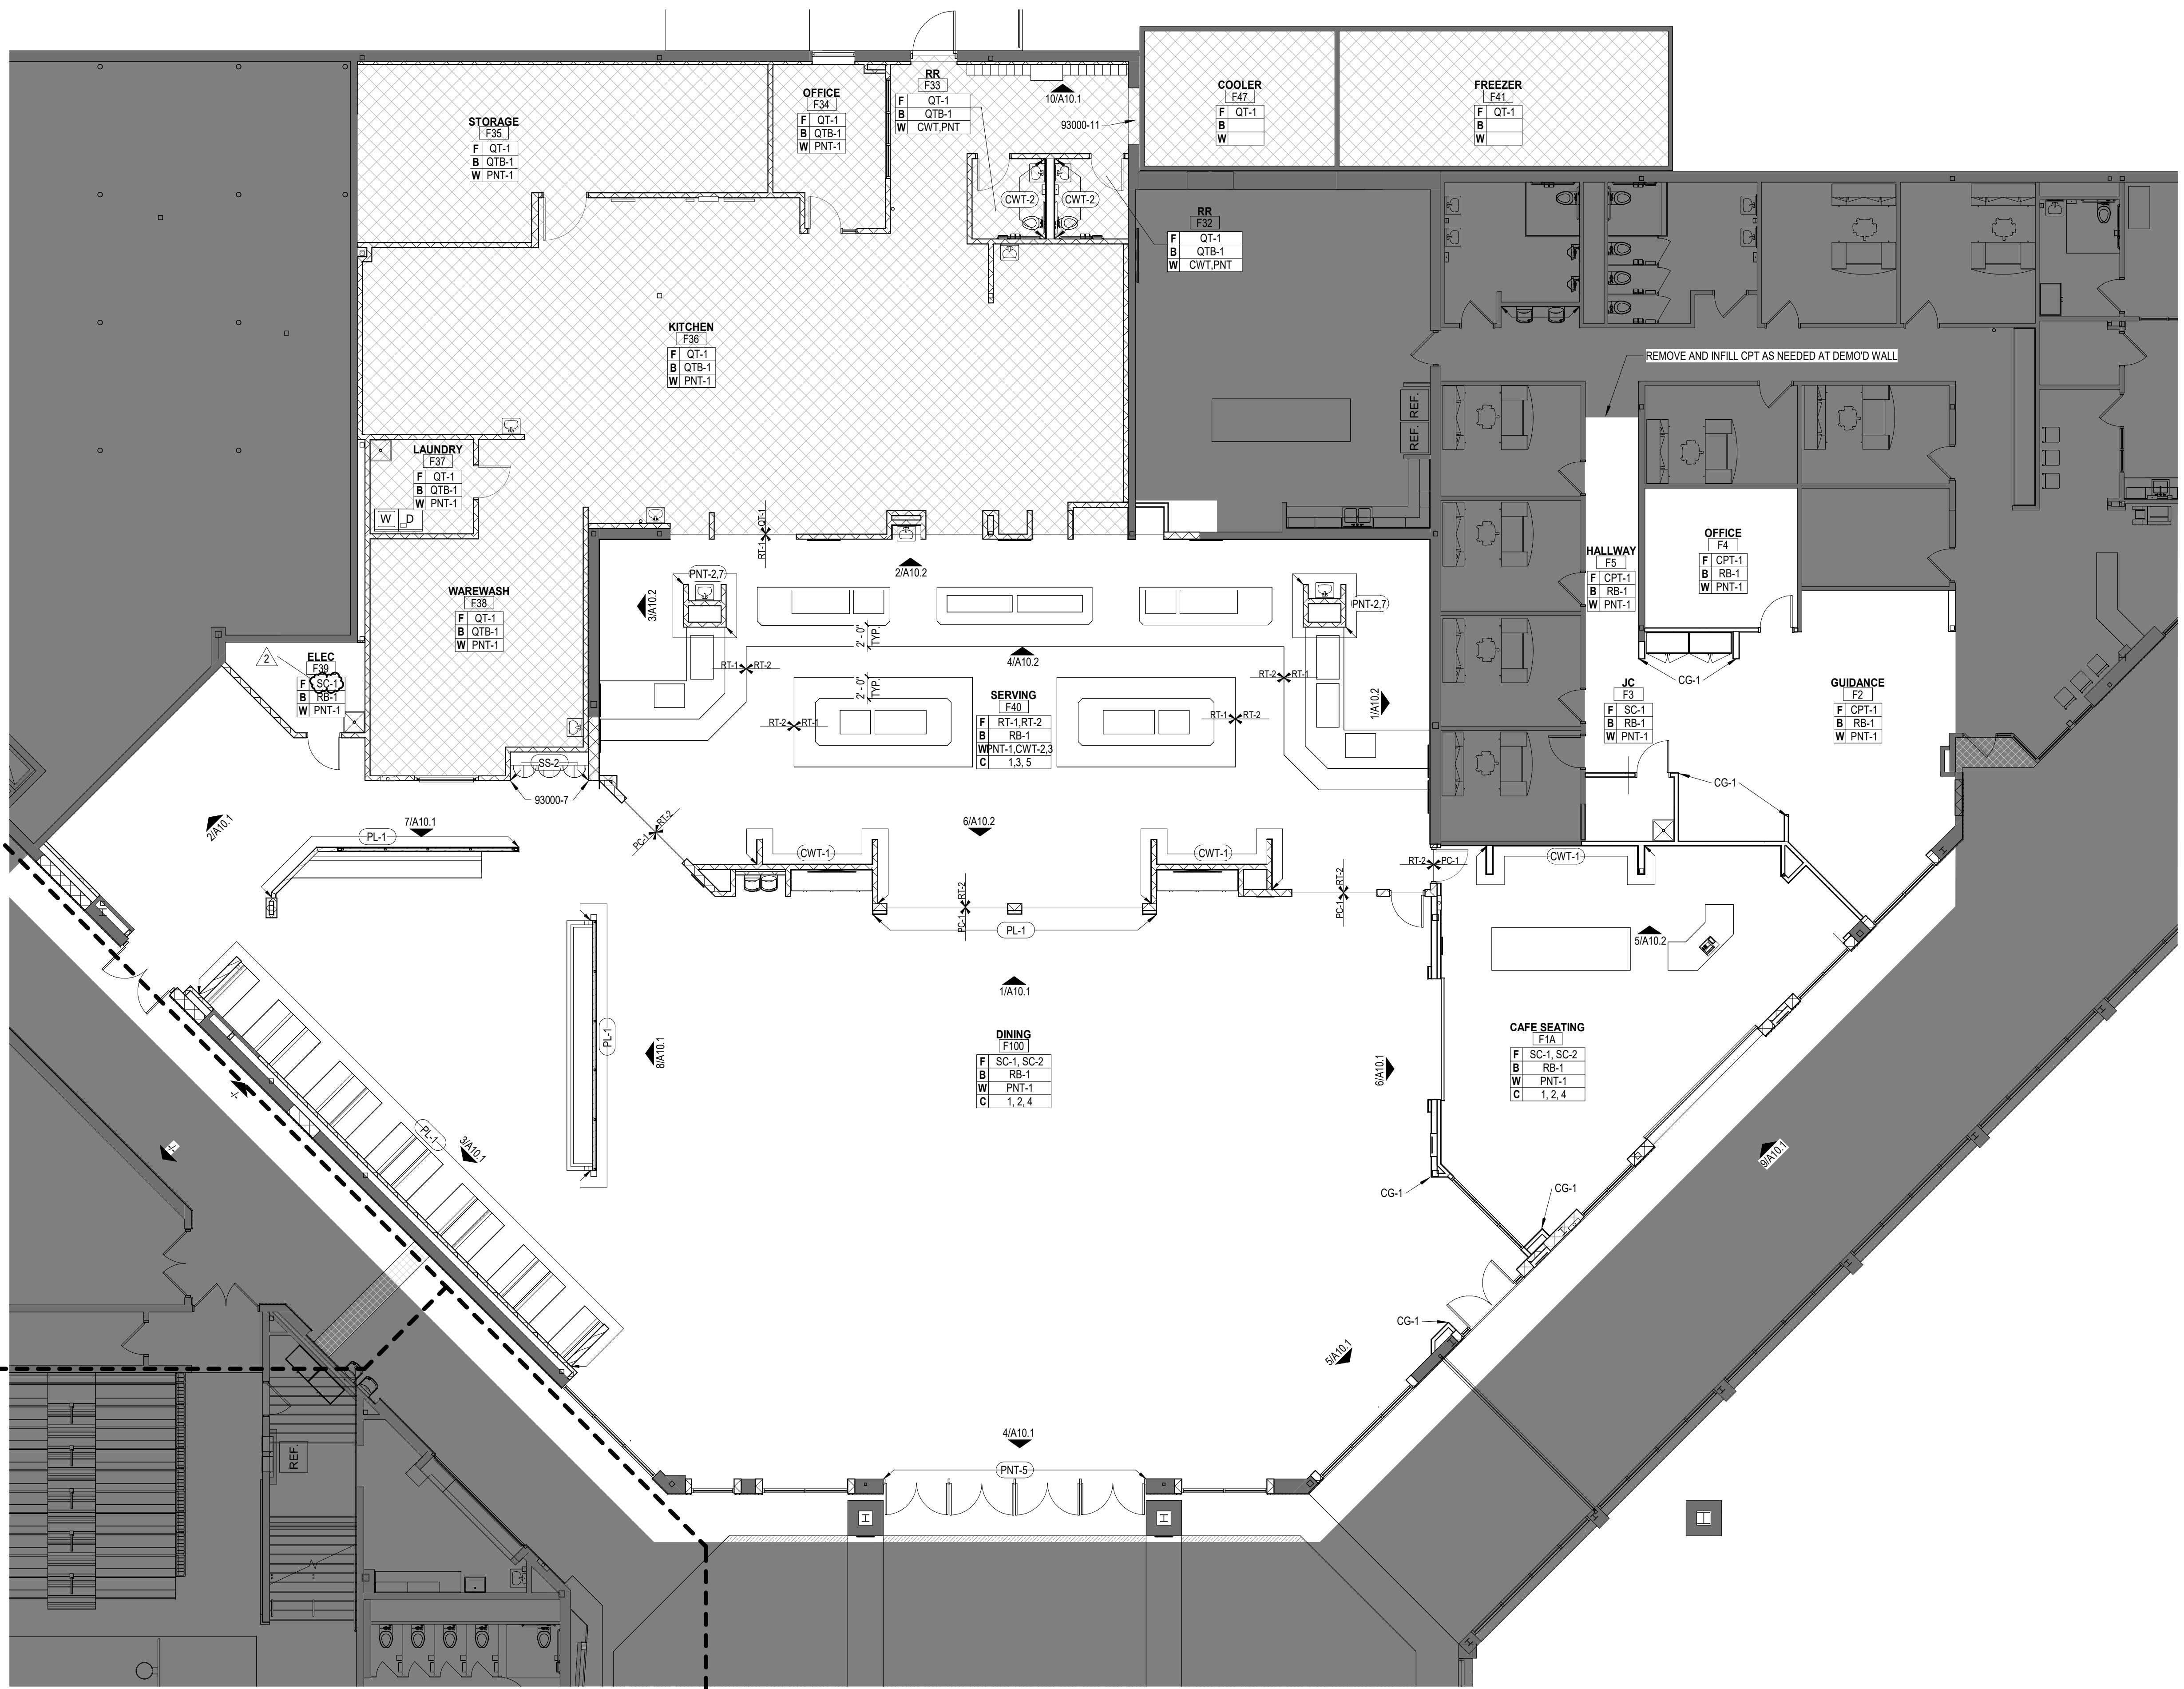 STORAGE
F35
F QT-1
B QTB-1
W PNT-1
OFFICE
F34
F QT-1
B QTB-1
W PNT-1
RR
F33
F QT-1
B QTB-1
W CWT,PNT
10/A10.1
93000-11
COOLER
F47
F QT-1
B
W
FREEZER
F41
F QT-1
B
W
CWT-2
CWT-2
RR
F32
F QT-1
B QTB-1
W CWT,PNT
KITCHEN
F36
F QT-1
B QTB-1
W PNT-1
REMOVE AND INFILL CPT AS NEEDED AT DEMO'D WALL
REF.
REF.
LAUNDRY
F37
F QT-1
B QTB-1
W PNT-1
W
D
QT-1
RT-1
2/A10.2
PNT-2,7
3/A10.2
PNT-2,7
WAREWASH
F38
F QT-1
B QTB-1
W PNT-1
HALLWAY
F5
F CPT-1
B RB-1
W PNT-1
OFFICE
F4
F CPT-1
B RB-1
W PNT-1
2
ELEC
F39
F SC-1
B RB-1
W PNT-1
2' - 0"
TYP.
4/A10.2
RT-1
RT-2
2' - 0"
TYP.
RT-2
RT-1
1/A10.2
SERVING
F40
F RT-1,RT-2
B RB-1
W PNT-1,CWT-2,3
C 1,3, 5
RT-2
RT-1
RT-1
RT-2
CG-1
JC
F3
F SC-1
B RB-1
W PNT-1
GUIDANCE
F2
F CPT-1
B RB-1
W PNT-1
SS-2
93000-7
CG-1
2/A10.1
7/A10.1
PL-1
PC-1
RT-2
6/A10.2
CWT-1
CWT-1
RT-2
PC-1
CWT-1
PC-1
RT-2
PC-1
RT-2
PL-1
5/A10.2
1/A10.1
PL-1
8/A10.1
DINING
F100
F SC-1, SC-2
B RB-1
W PNT-1
C 1, 2, 4
6/A10.1
CAFE SEATING
F1A
F SC-1, SC-2
B RB-1
W PNT-1
C 1, 2, 4
PL-1
3/A10.1
9/A10.1
CG-1
CG-1
CG-1
5/A10.1
4/A10.1
PNT-5
REF.